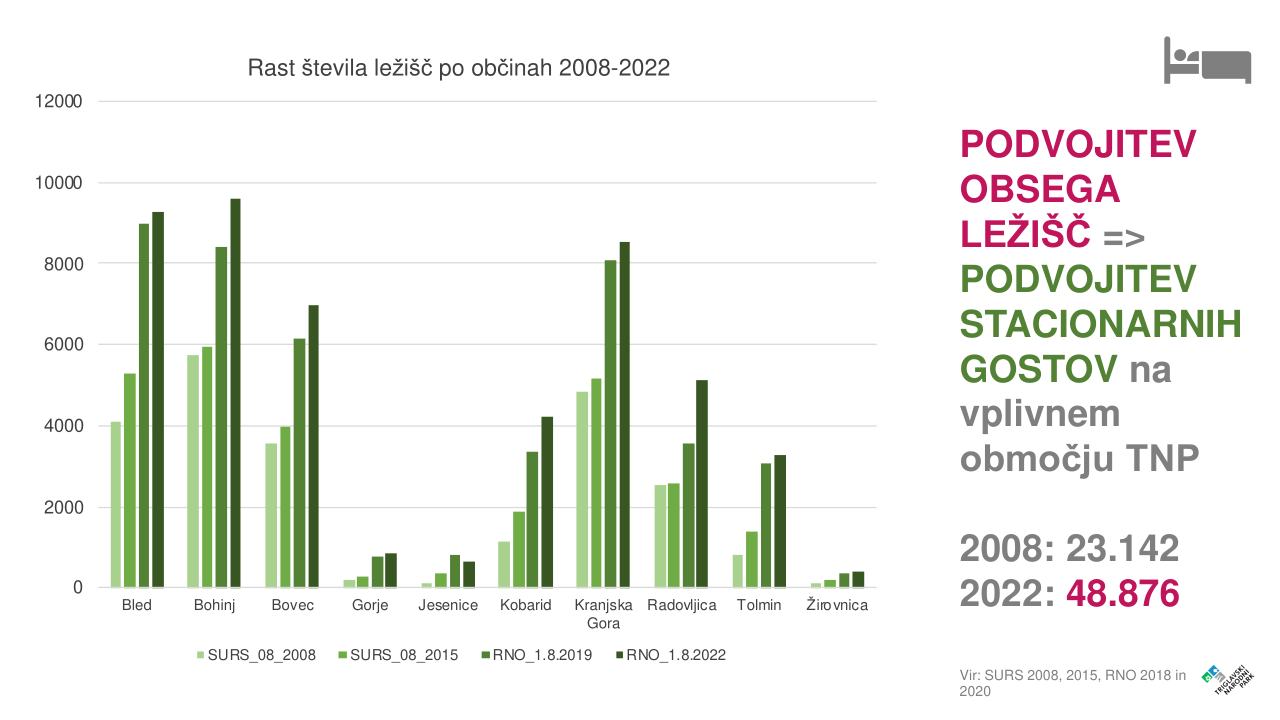 Rast števila ležišč po občinah 2008-2022
12000
10000
8000
6000
4000
2000
0
Bled Bohinj Bovec Gorje Jesenice Kobarid Kranjska Gora Radovljica Tolmin Žirovnica
SURS_08_2008 SURS_08_2015 RNO_1.8.2019 RNO_1.8.2022
PODVOJITEV
OBSEGA
LEŽIŠČ =>
PODVOJITEV
STACIONARNIH
GOSTOV na
vplivnem
območju TNP
2008: 23.142
2022: 48.876
Vir: SURS 2008, 2015, RNO 2018 in
2020
TRIGLAVSKI
NARODNI
PARK